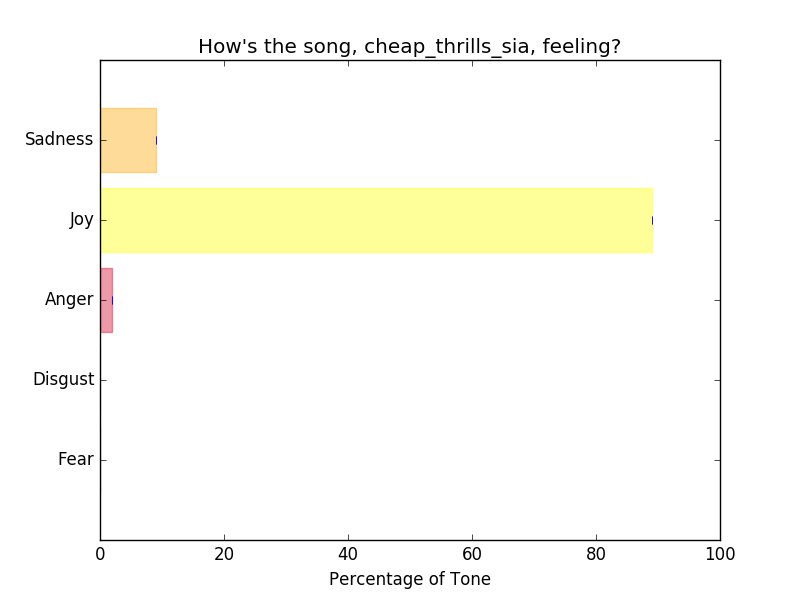 How's the song, cheap_thrills_sia, feeling?
Sadness
Joy
Anger
Disgust
Fear
0 20 40 60 80 100
Percentage of Tone